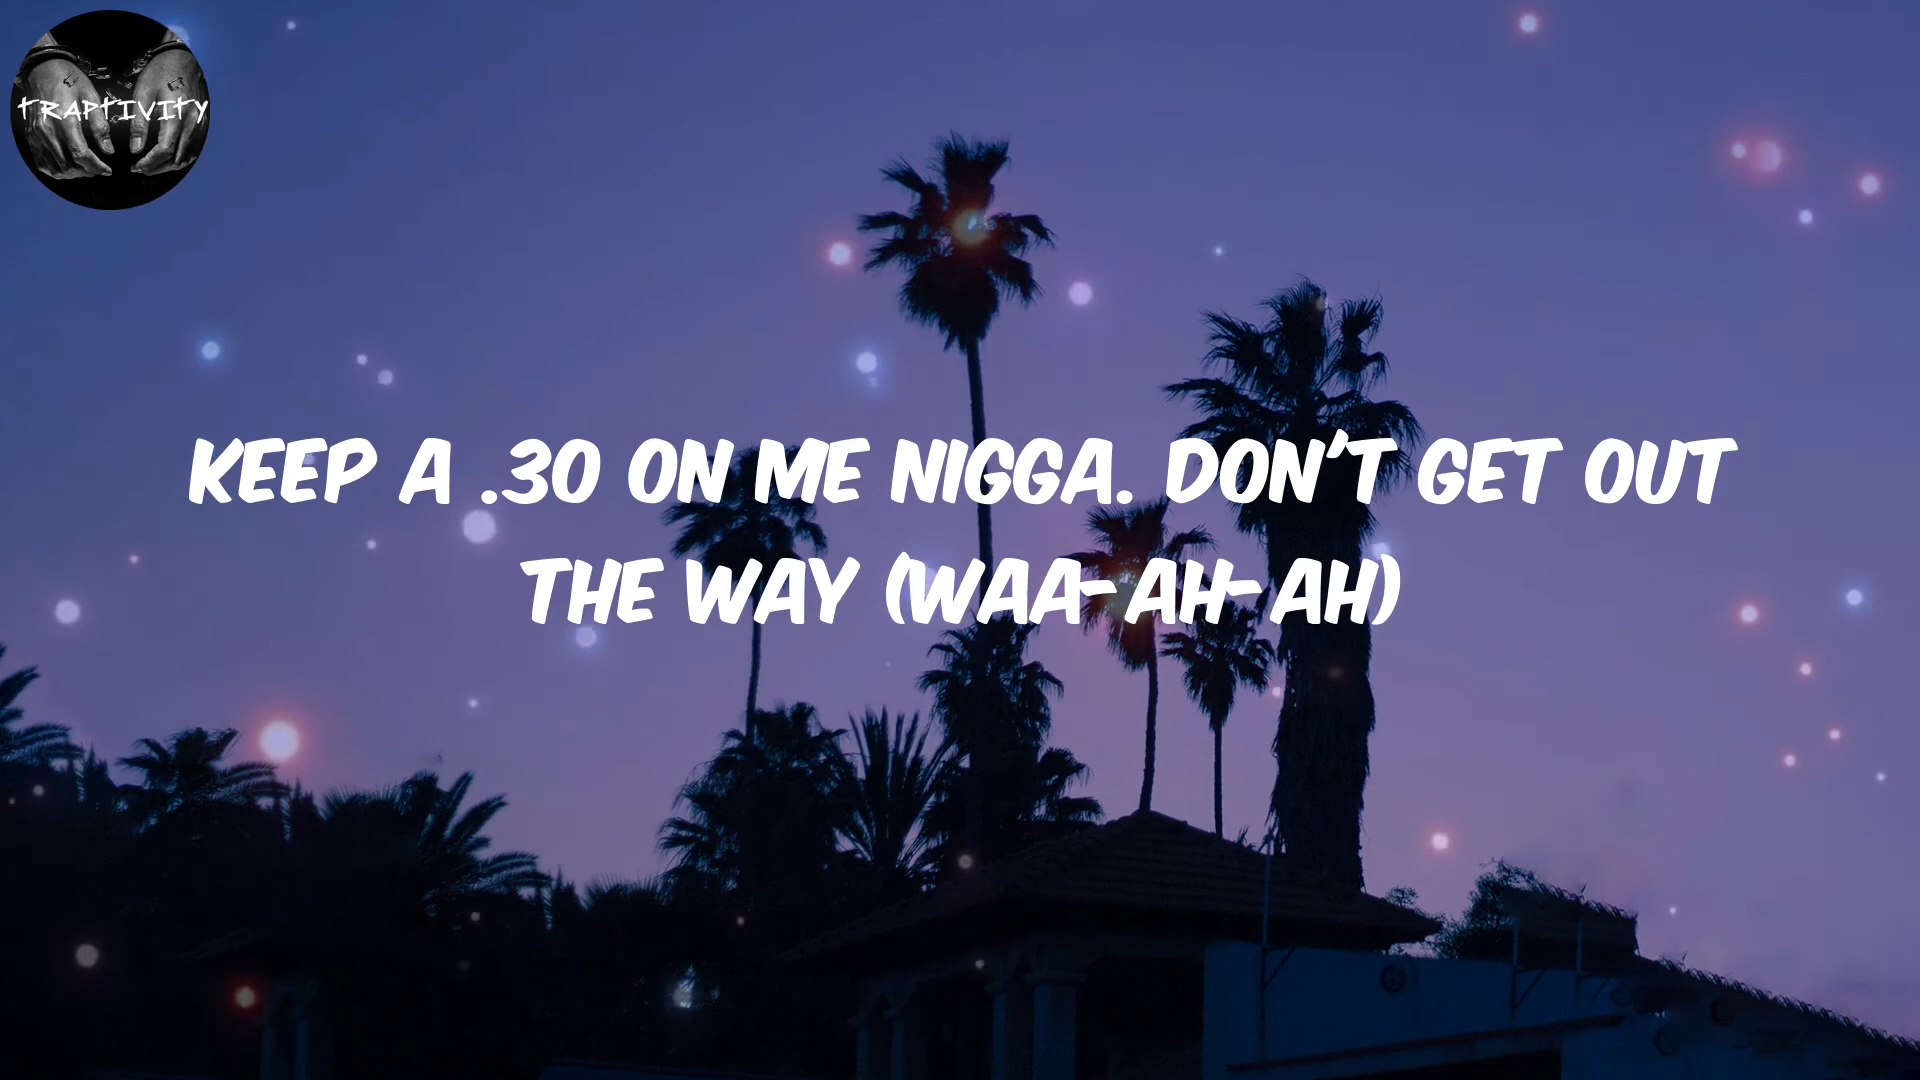 TRAPTIVITY
KEEP A .30 ON ME NIGGA. DON'T GET OUT
THE WAY (WAA-AH-AH)